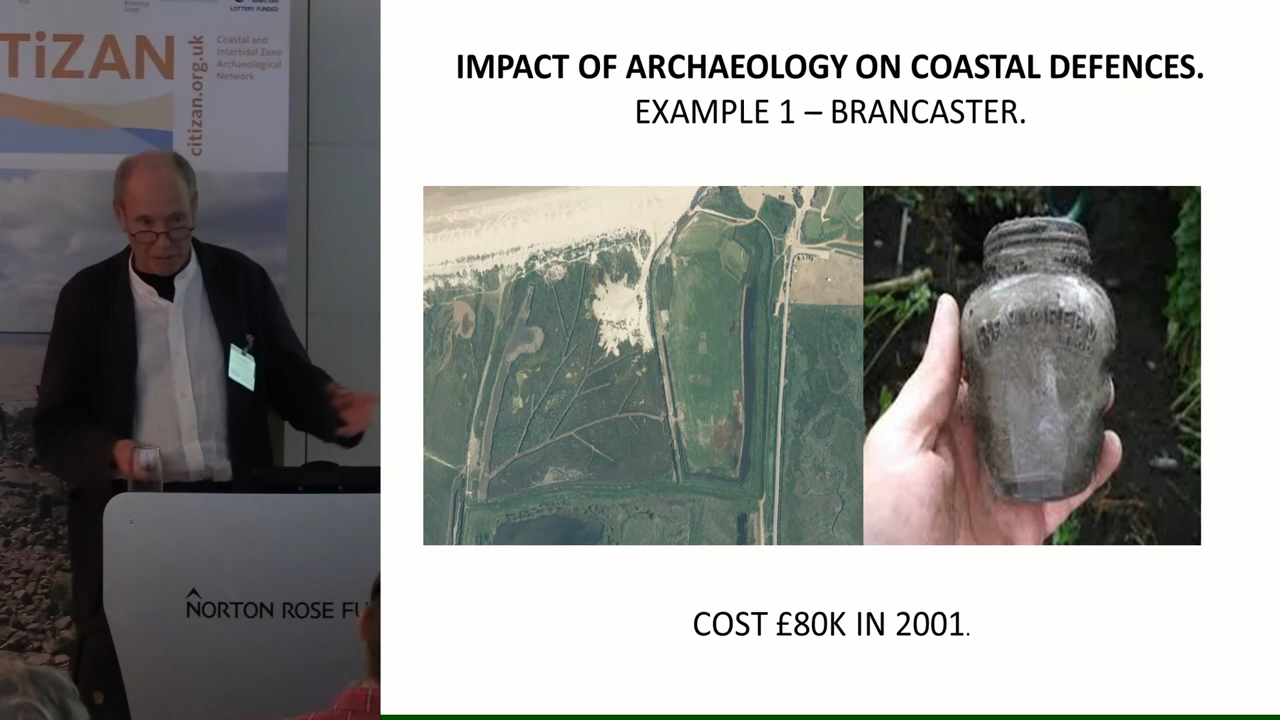 LOTTERY FUNDED
TiZAN
citizan.org.uk
Coastal and
Intertidal Zone
Archaeological
Network
NORTON ROSE FU
IMPACT OF ARCHAEOLOGY ON COASTAL DEFENCES.
EXAMPLE 1 – BRANCASTER.
COST £80K IN 2001.